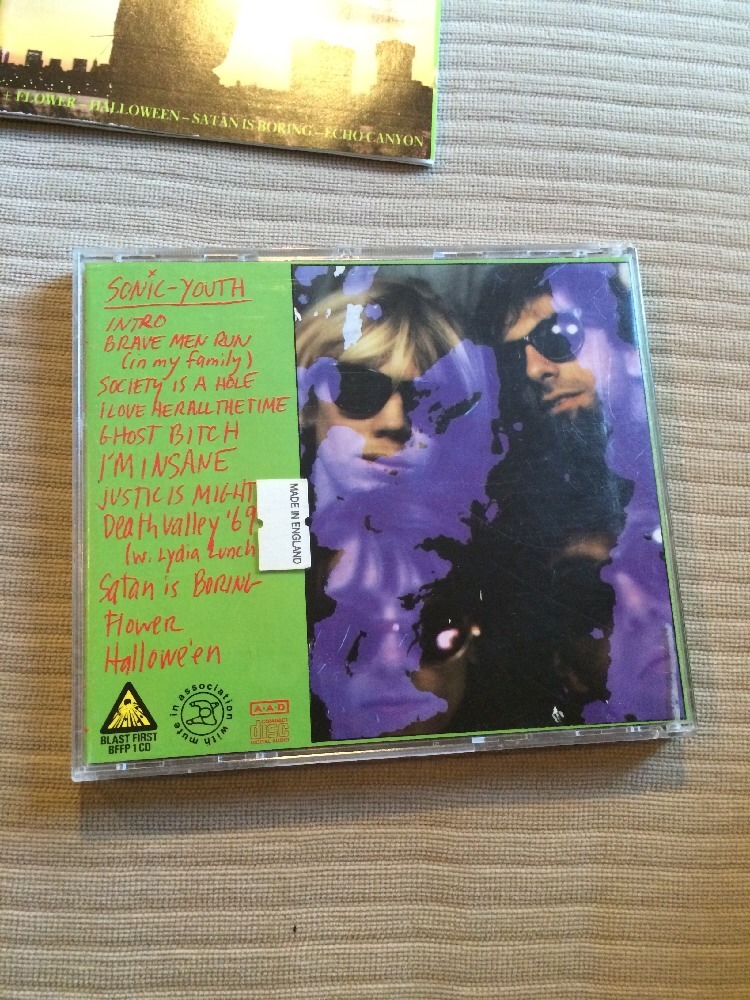 FLOWER – HALLOWEEN – SATAN IS BORING – ECHO CANYON
SONIC-YOUTH
INTRO
BRAVE MEN RUN
(in my family)
SOCIETY IS A HOLE
I LOVE HER ALL THE TIME
GHOST BITCH
I'M INSANE
JUSTIC IS MIGHT
Death Valley '69
(w. Lydia Lunch
Satan is BORING
Flower
Hallowe'en
MADE IN ENGLAND
BLAST FIRST
BFFP 1 CD
in association with mute
A·A·D
COMPACT
disc
DIGITAL AUDIO